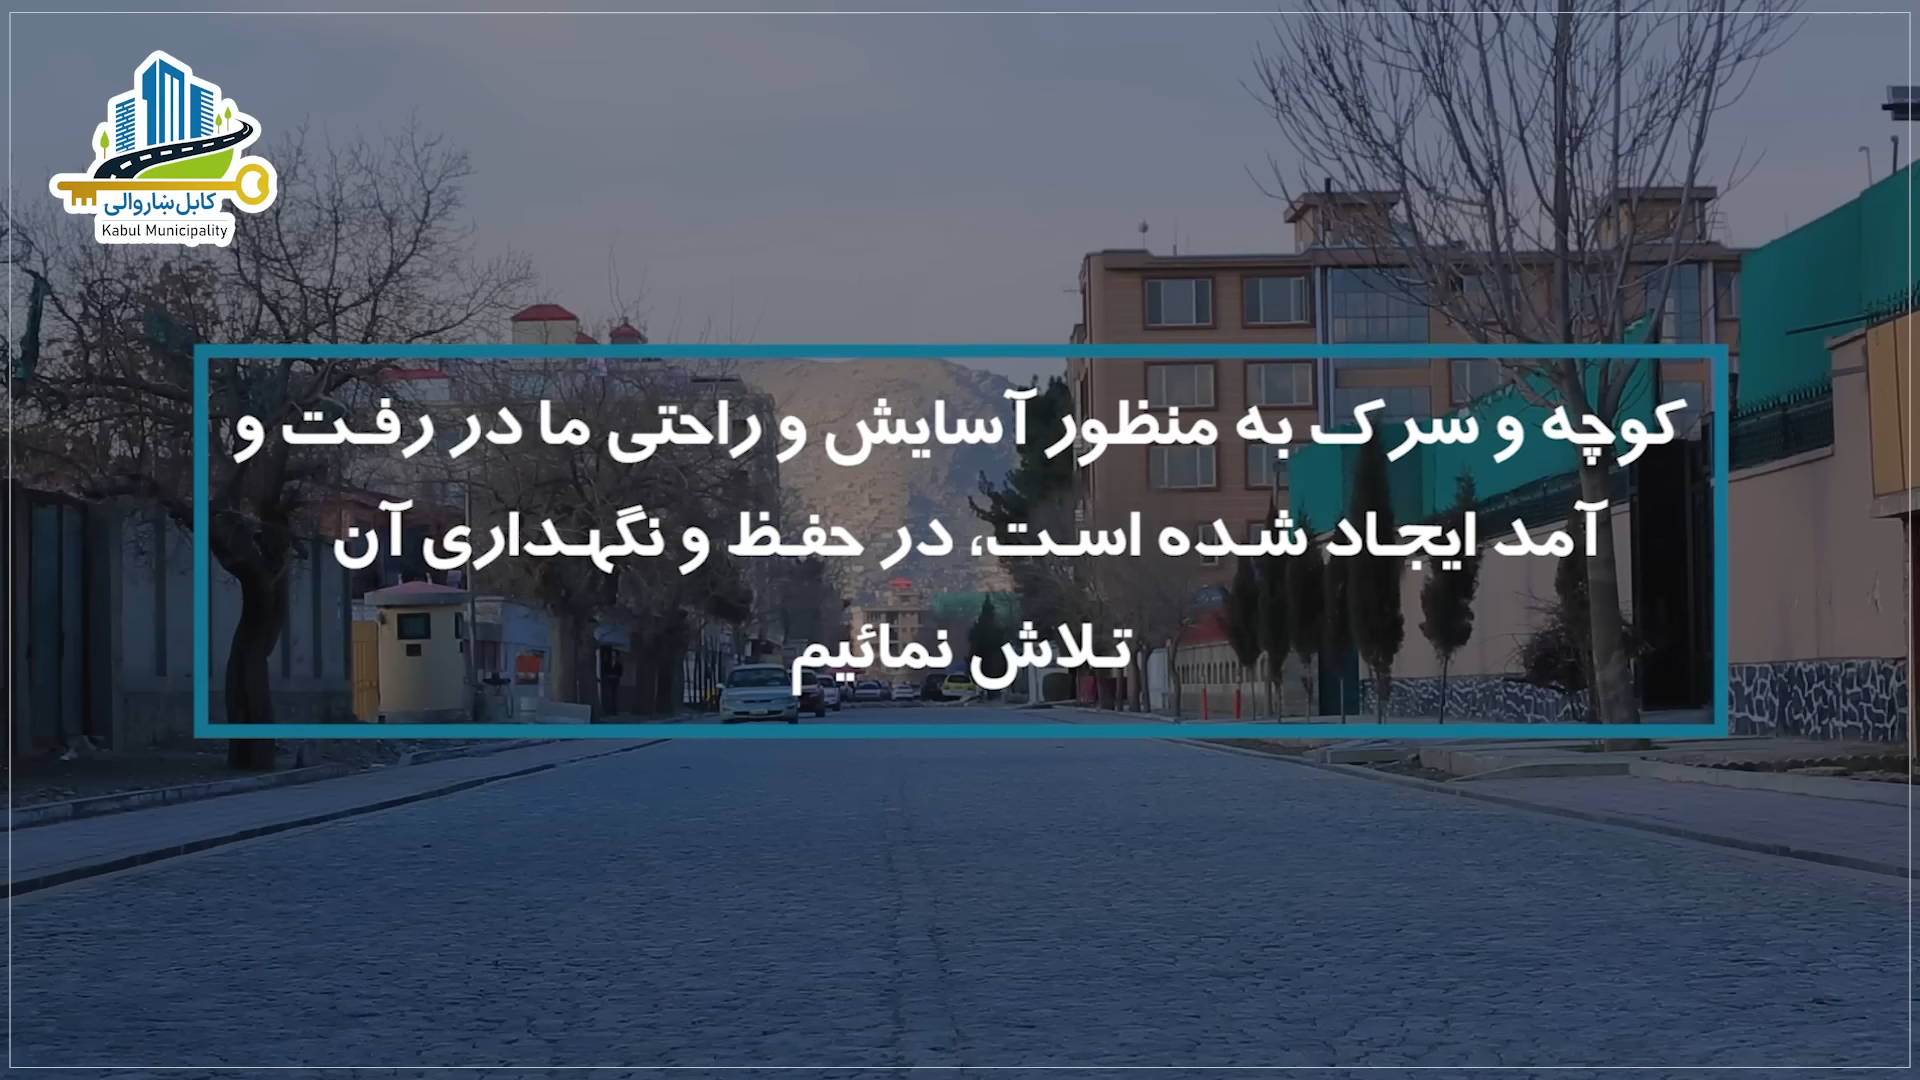 کابل ښاروالی
Kabul Municipality
کوچه و سرک به منظور آسایش و راحتی ما در رفت و
آمد ایجاد شده است، در حفظ و نگهداری آن
تلاش نمائیم